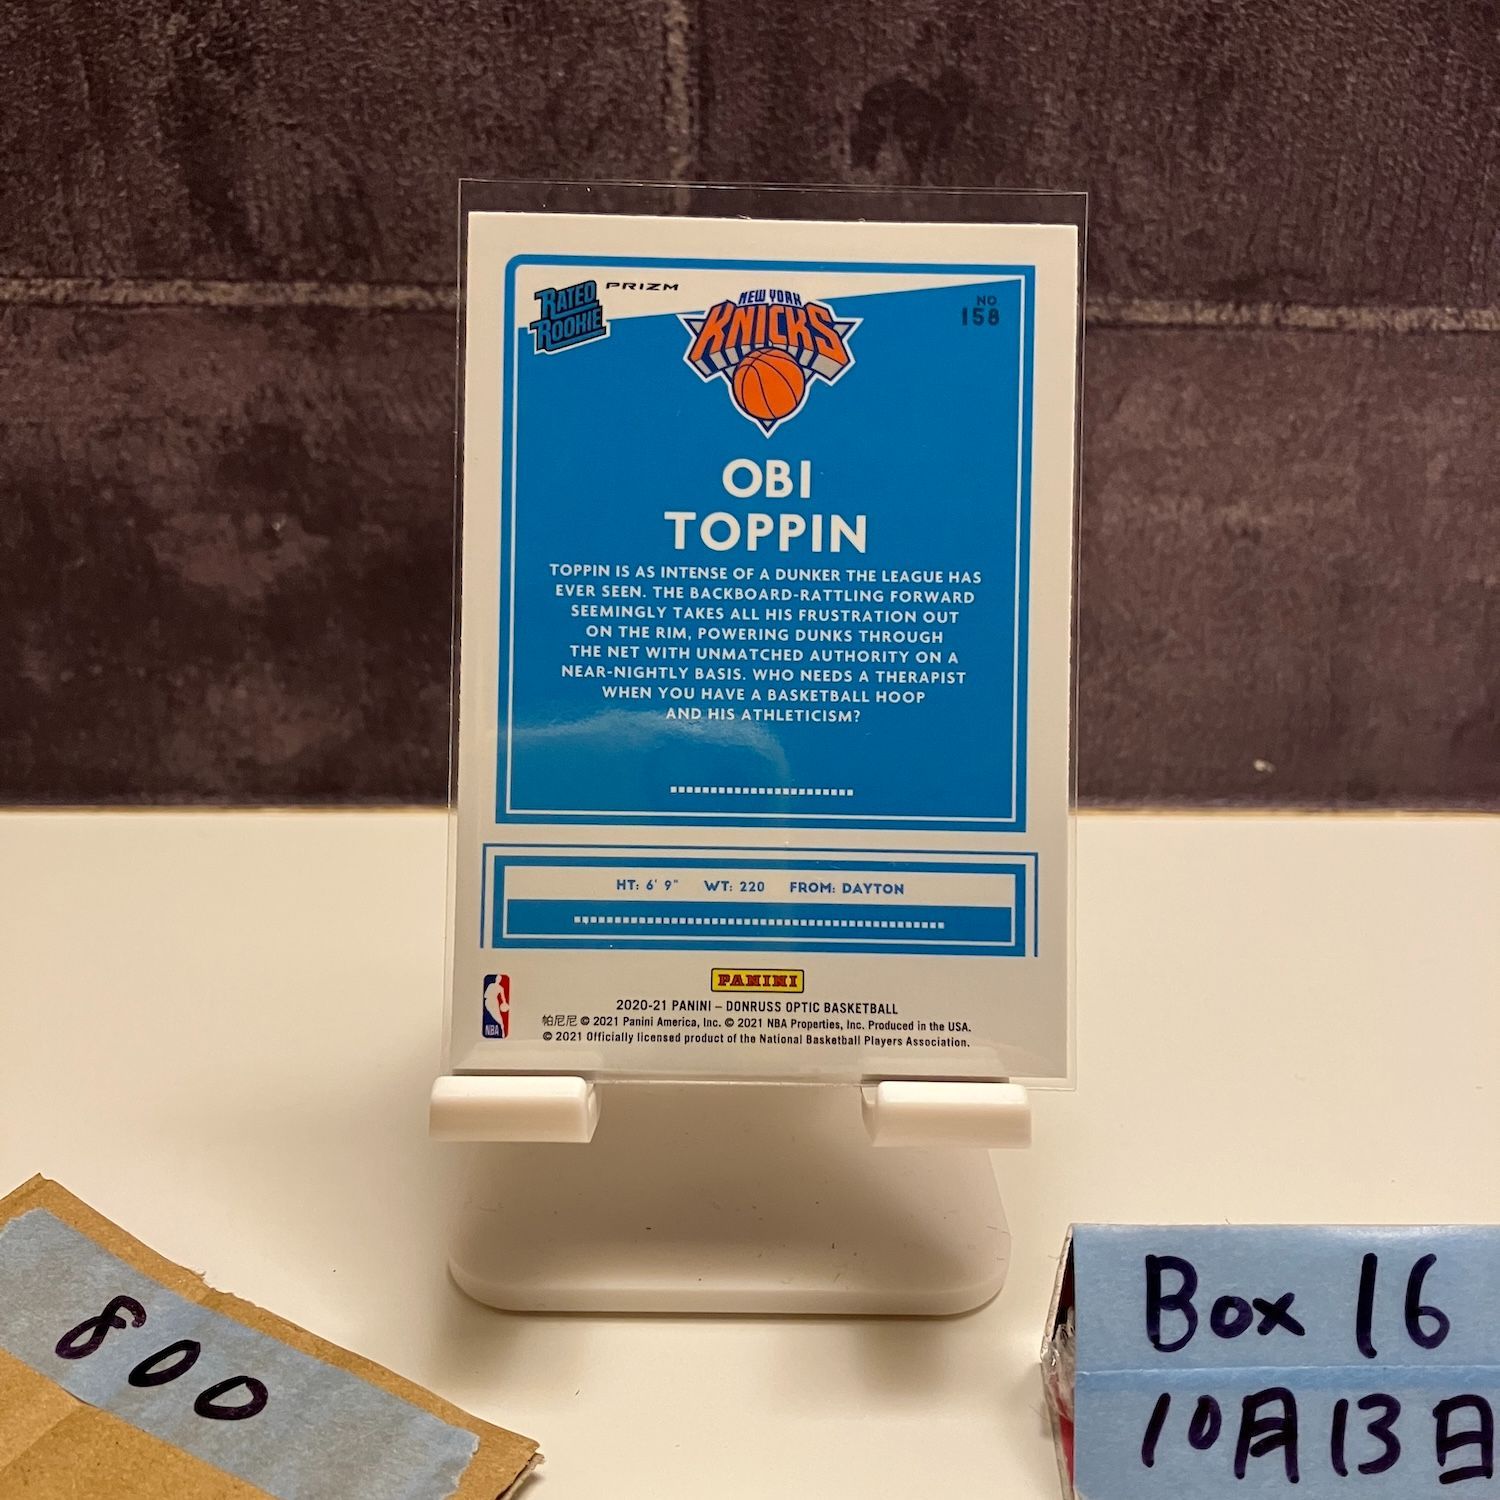 RATED
ROOKIE
PRIZM
NEW YORK
KNICKS
NO
158
OBI
TOPPIN
TOPPIN IS AS INTENSE OF A DUNKER THE LEAGUE HAS
EVER SEEN. THE BACKBOARD-RATTLING FORWARD
SEEMINGLY TAKES ALL HIS FRUSTRATION OUT
ON THE RIM, POWERING DUNKS THROUGH
THE NET WITH UNMATCHED AUTHORITY ON A
NEAR-NIGHTLY BASIS. WHO NEEDS A THERAPIST
WHEN YOU HAVE A BASKETBALL HOOP
AND HIS ATHLETICISM?
HT: 6' 9" WT: 220 FROM: DAYTON
PANINI
NBA
2020-21 PANINI – DONRUSS OPTIC BASKETBALL
帕尼尼 © 2021 Panini America, Inc. © 2021 NBA Properties, Inc. Produced in the USA.
© 2021 Officially licensed product of the National Basketball Players Association.
800
Box 16
10月13日